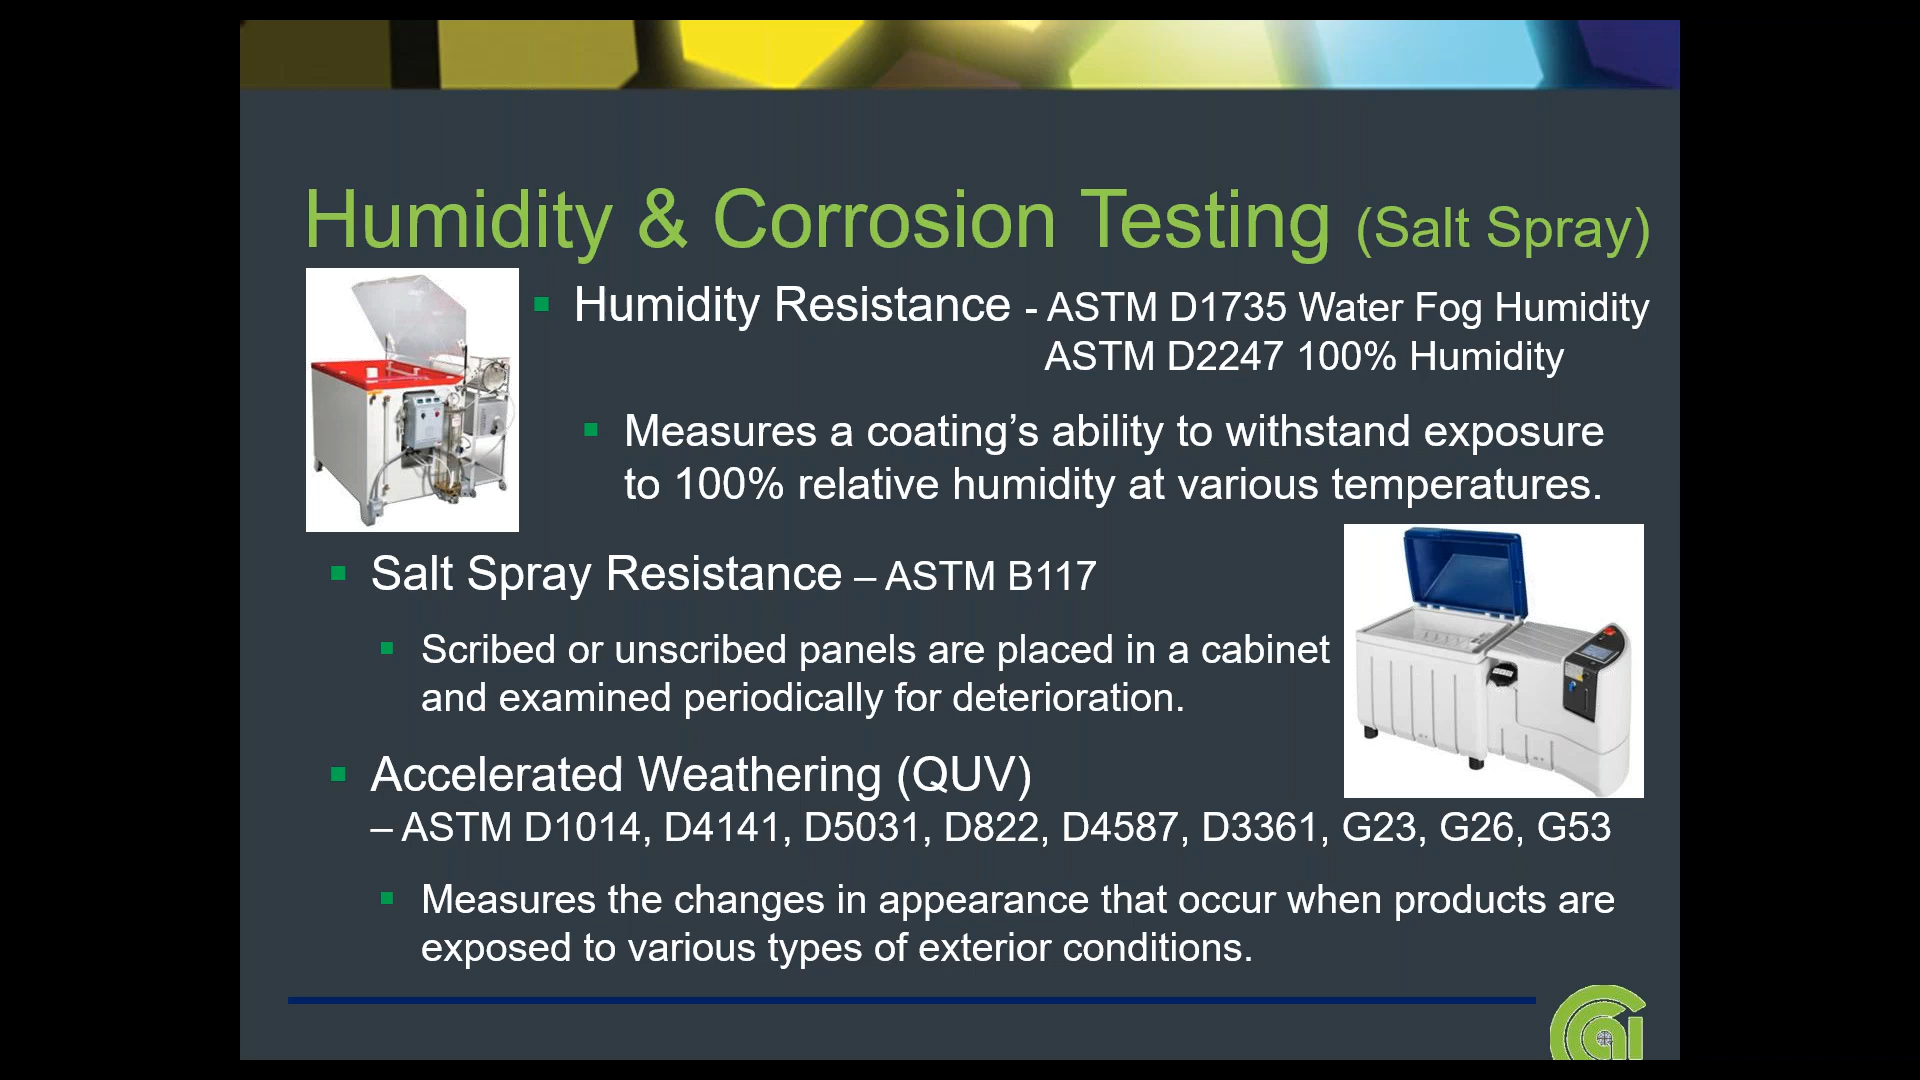 Humidity & Corrosion Testing (Salt Spray)
Humidity Resistance - ASTM D1735 Water Fog Humidity
ASTM D2247 100% Humidity
Measures a coating’s ability to withstand exposure
to 100% relative humidity at various temperatures.
Salt Spray Resistance – ASTM B117
Scribed or unscribed panels are placed in a cabinet
and examined periodically for deterioration.
Accelerated Weathering (QUV)
– ASTM D1014, D4141, D5031, D822, D4587, D3361, G23, G26, G53
Measures the changes in appearance that occur when products are
exposed to various types of exterior conditions.